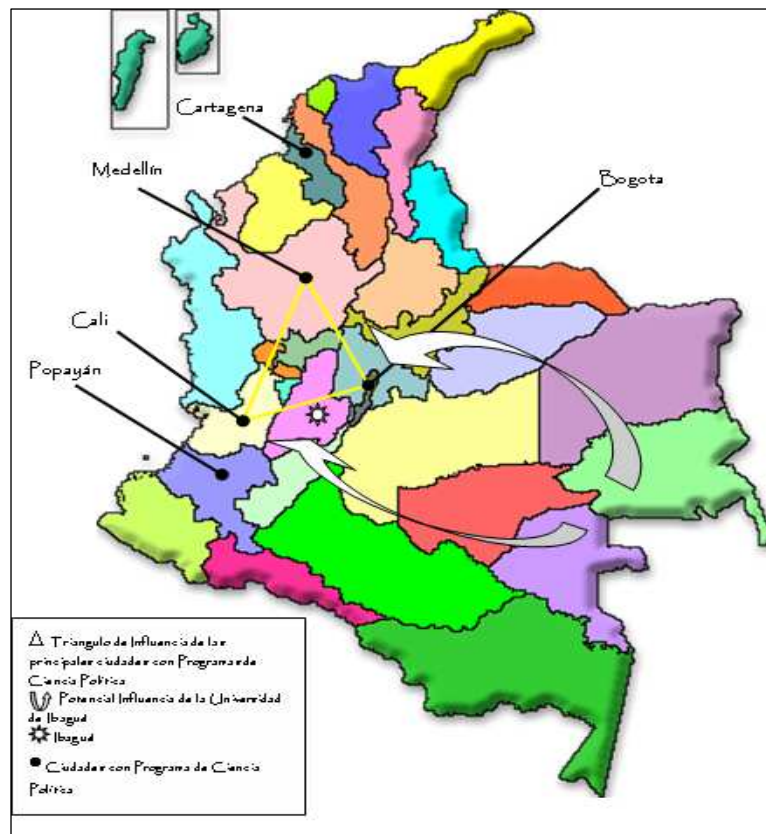 Cartagena
Medellín
Bogota
Cali
Popayán
Triangulo de Influencia de las
principales ciudades con Programas de
Ciencia Política
Potencial Influencia de la Universidad
de Ibagué
Ibagué
Ciudades con Programa de Ciencia
Política